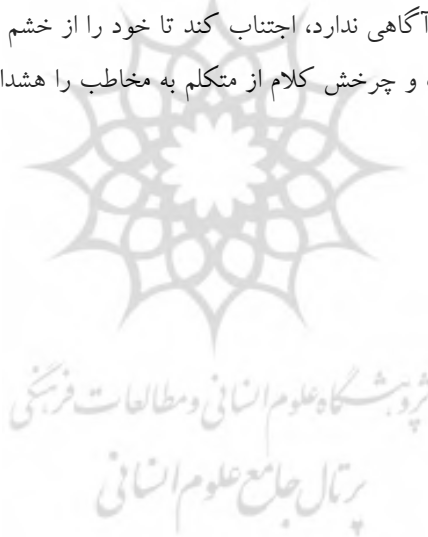 آگاهی ندارد، اجتناب کند تا خود را از خشم
و چرخش کلام از متکلم به مخاطب را هشدا
پژوهشگاه علوم انسانی و مطالعات فرهنگی
پرتال جامع علوم انسانی